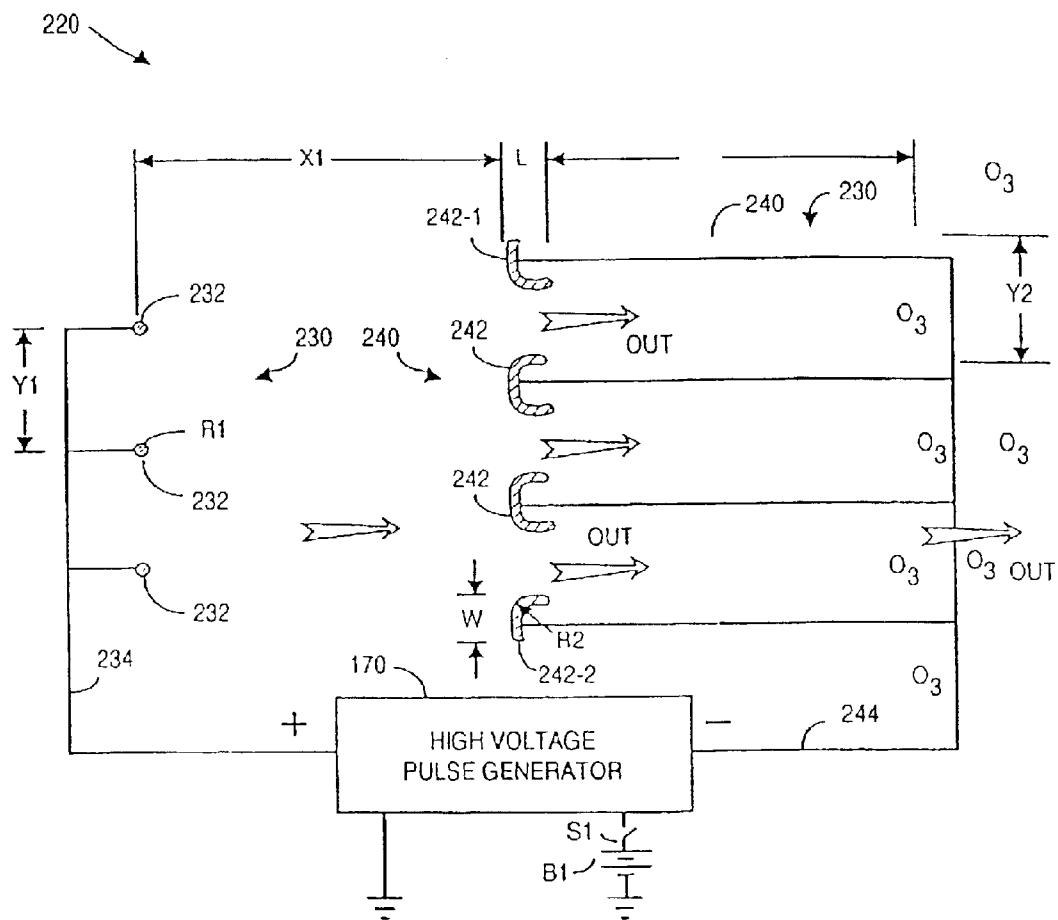 220
X1
L
O3
242-1
240
230
232
Y2
O3
OUT
230
240
242
Y1
R1
O3
O3
232
242
OUT
O3
O3
OUT
232
W
R2
242-2
234
170
O3
244
+
−
HIGH VOLTAGE
PULSE GENERATOR
S1
B1